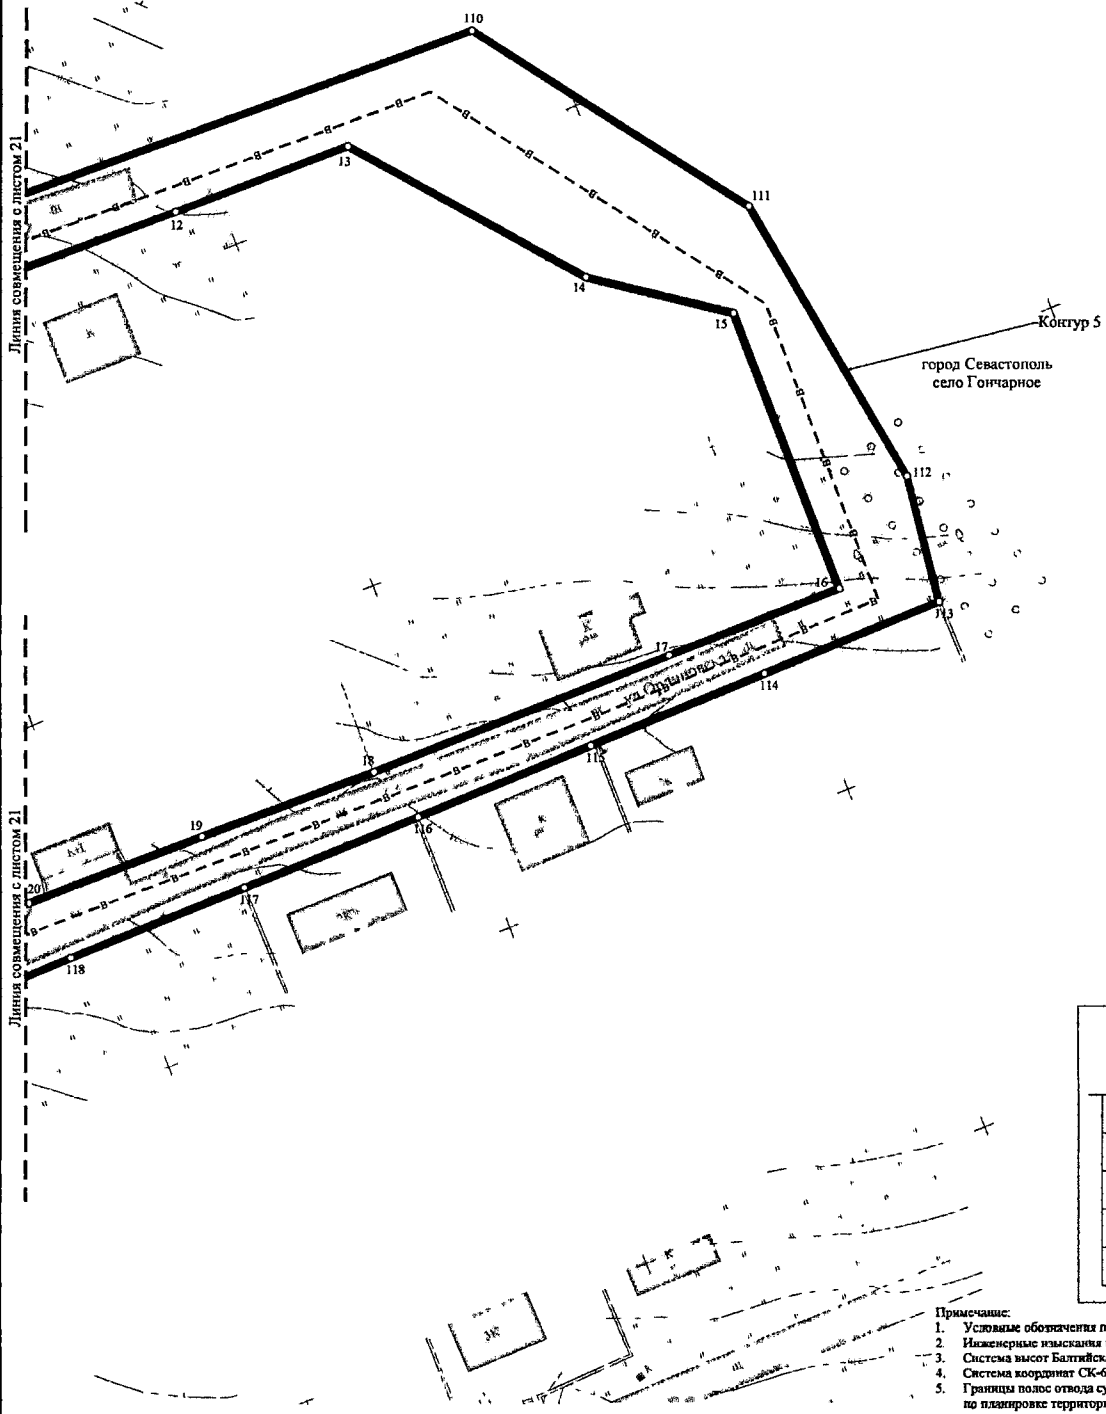 110
Линия совмещения с листом 21
В
13
12
111
14
15
Контур 5
город Севастополь
село Гончарное
К
112
16
113
17
К
114
18
115
19
116
К
20
117
118
Линия совмещения с листом 21
К
Примечание:
1. Условные обозначения
2. Инженерные изыскания
3. Система высот
4. Система координат СК-6
5. Границы полос отвода
по планировке